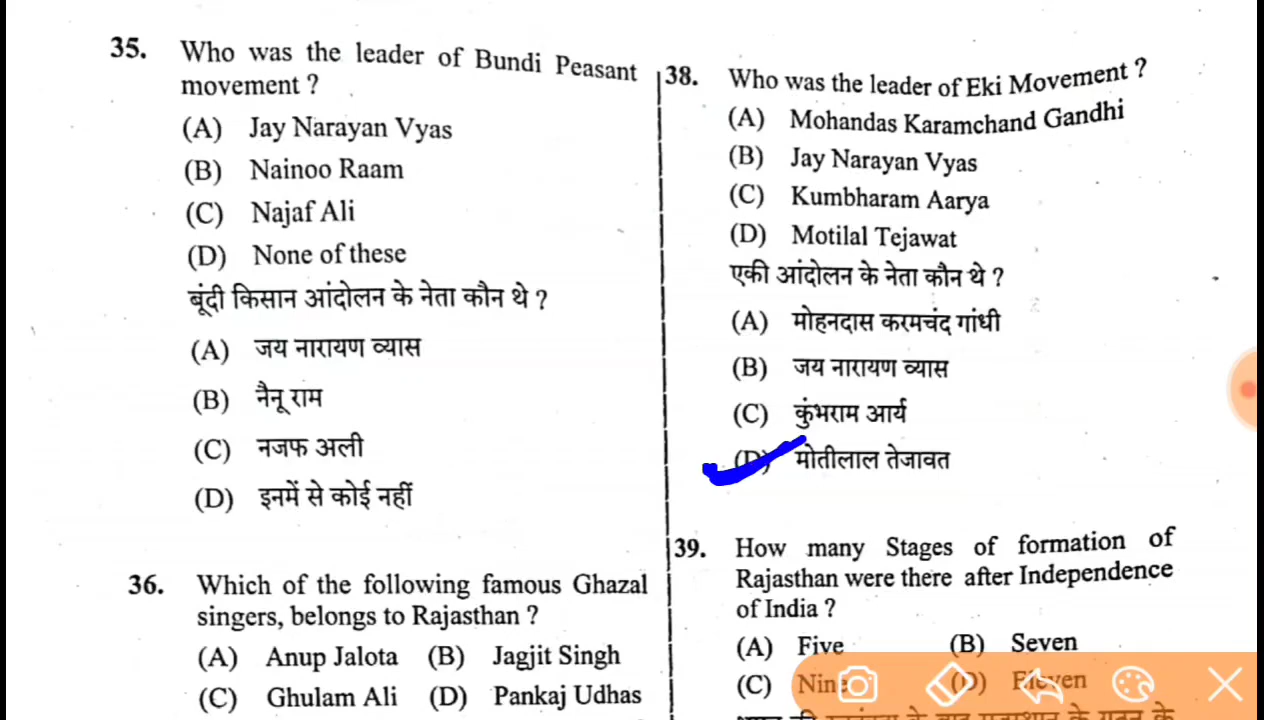 35. Who was the leader of Bundi Peasant
movement ?
(A) Jay Narayan Vyas
(B) Nainoo Raam
(C) Najaf Ali
(D) None of these
बूंदी किसान आंदोलन के नेता कौन थे ?
(A) जय नारायण व्यास
(B) नैनू राम
(C) नजफ अली
(D) इनमें से कोई नहीं
36. Which of the following famous Ghazal
singers, belongs to Rajasthan ?
(A) Anup Jalota (B) Jagjit Singh
(C) Ghulam Ali (D) Pankaj Udhas
38. Who was the leader of Eki Movement ?
(A) Mohandas Karamchand Gandhi
(B) Jay Narayan Vyas
(C) Kumbharam Aarya
(D) Motilal Tejawat
एकी आंदोलन के नेता कौन थे ?
(A) मोहनदास करमचंद गांधी
(B) जय नारायण व्यास
(C) कुंभराम आर्य
(D) मोतीलाल तेजावत
39. How many Stages of formation of
Rajasthan were there after Independence
of India ?
(A) Five (B) Seven
(C) Nine (D) Eleven